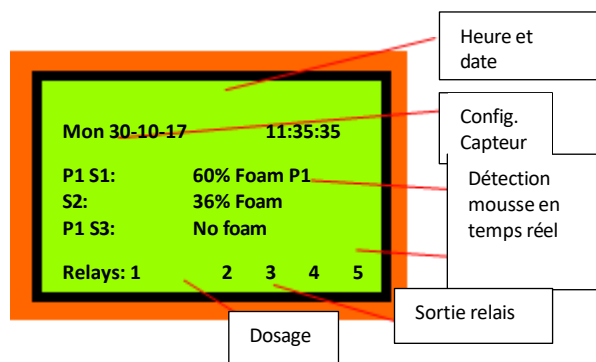 Heure et
date
Mon 30-10-17 11:35:35
Config.
Capteur
P1 S1: 60% Foam P1
S2: 36% Foam
P1 S3: No foam
Détection
mousse en
temps réel
Relays: 1 2 3 4 5
Sortie relais
Dosage